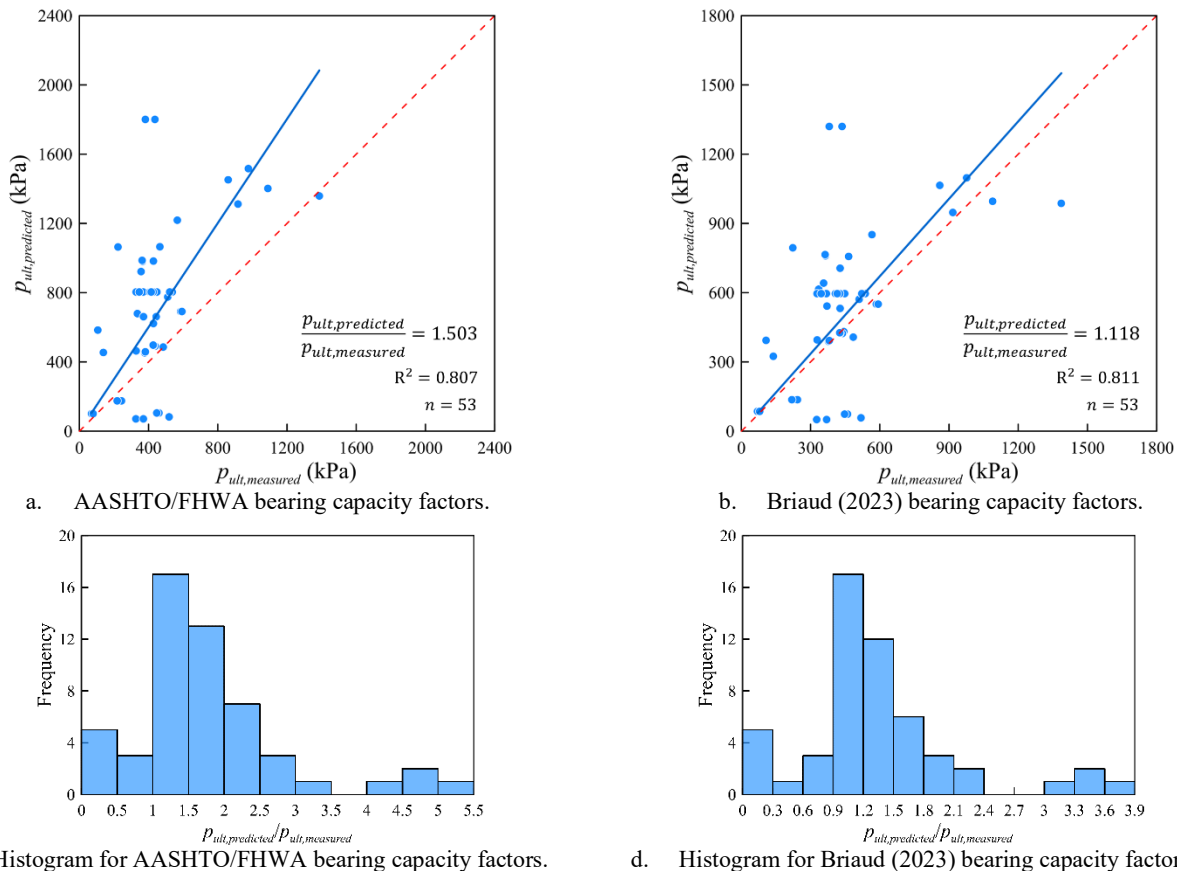 2400
2000
1600
1200
800
400
0
0 400 800 1200 1600 2000 2400
p_ult,predicted (kPa)
p_ult,measured (kPa)
p_ult,predicted / p_ult,measured = 1.503
R² = 0.807
n = 53
a. AASHTO/FHWA bearing capacity factors.
1800
1500
1200
900
600
300
0
0 300 600 900 1200 1500 1800
p_ult,predicted (kPa)
p_ult,measured (kPa)
p_ult,predicted / p_ult,measured = 1.118
R² = 0.811
n = 53
b. Briaud (2023) bearing capacity factors.
20
16
12
8
4
0
0 0.5 1 1.5 2 2.5 3 3.5 4 4.5 5 5.5
Frequency
p_ult,predicted/p_ult,measured
Histogram for AASHTO/FHWA bearing capacity factors.
20
16
12
8
4
0
0 0.3 0.6 0.9 1.2 1.5 1.8 2.1 2.4 2.7 3 3.3 3.6 3.9
Frequency
p_ult,predicted/p_ult,measured
d. Histogram for Briaud (2023) bearing capacity factor